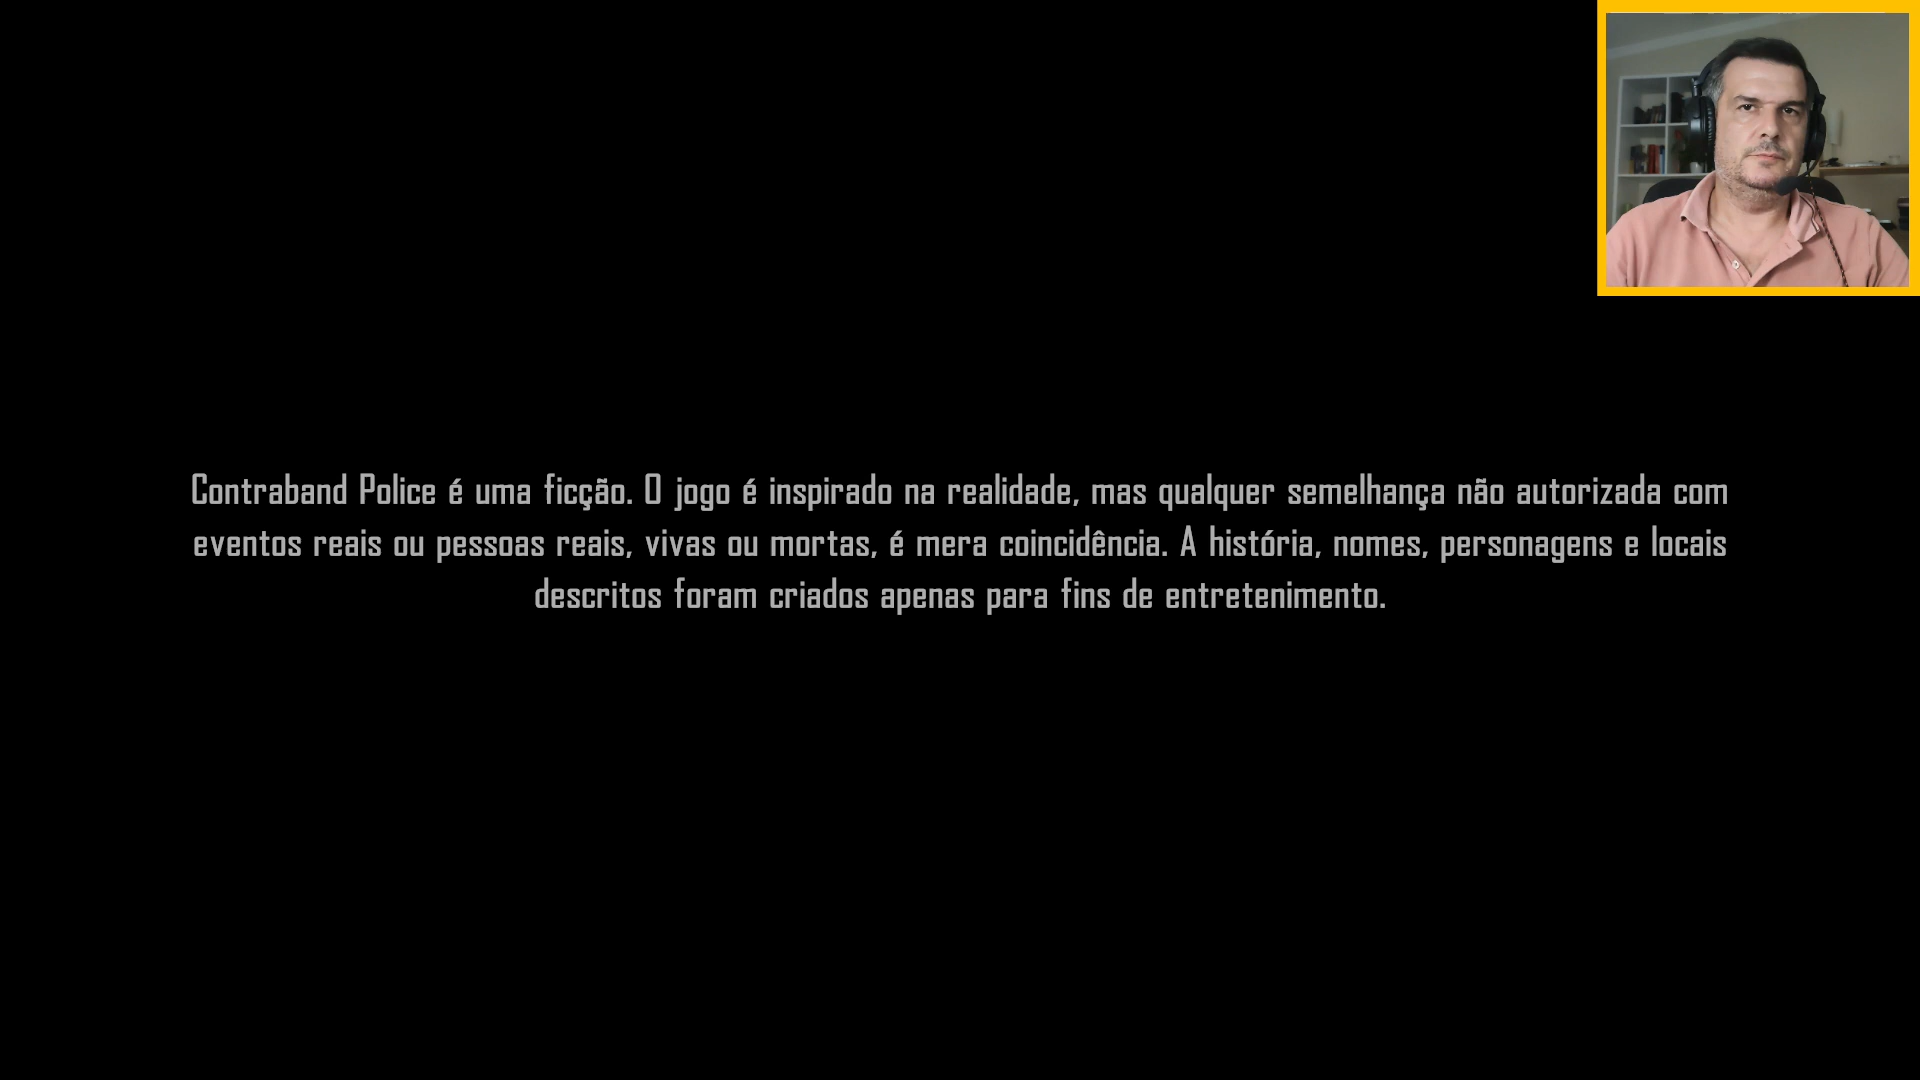 Contraband Police é uma ficção. O jogo é inspirado na realidade, mas qualquer semelhança não autorizada com
eventos reais ou pessoas reais, vivas ou mortas, é mera coincidência. A história, nomes, personagens e locais
descritos foram criados apenas para fins de entretenimento.